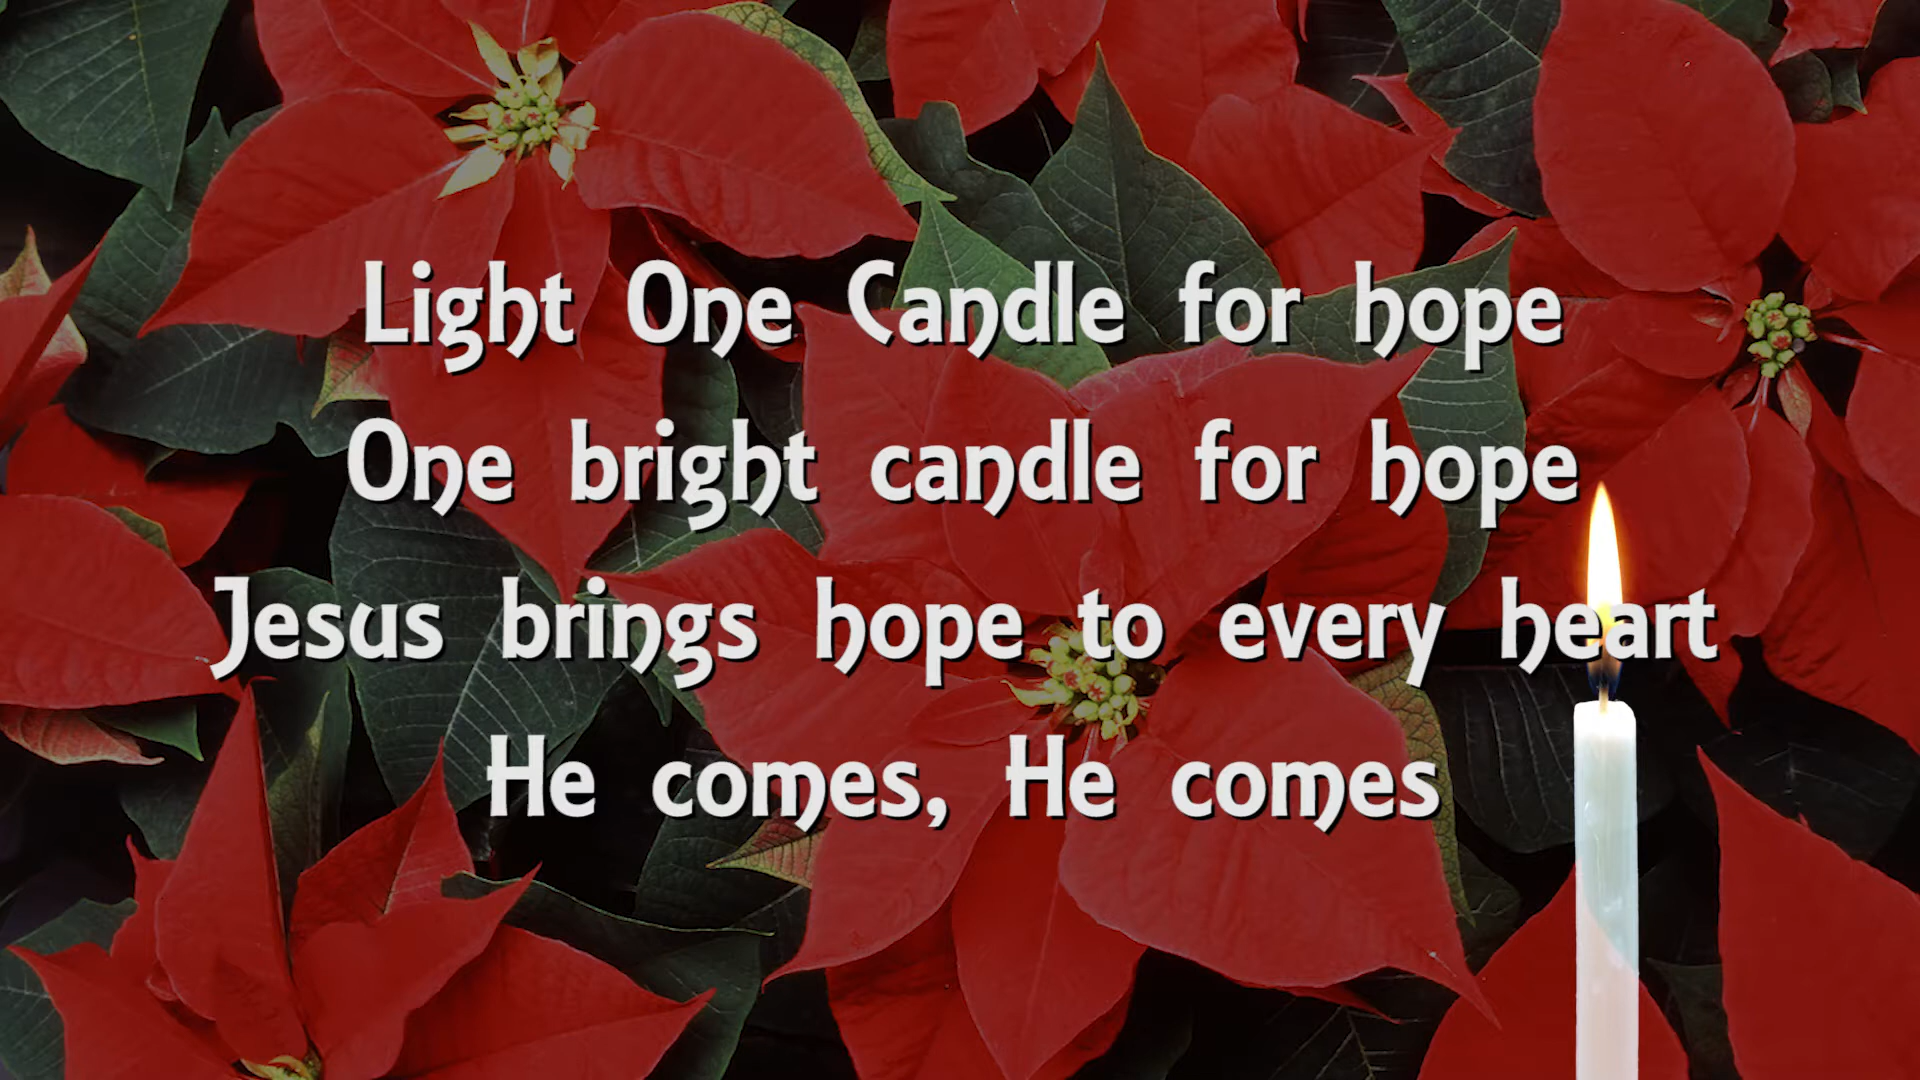 Light One Candle for hope
One bright candle for hope
Jesus brings hope to every heart
He comes, He comes